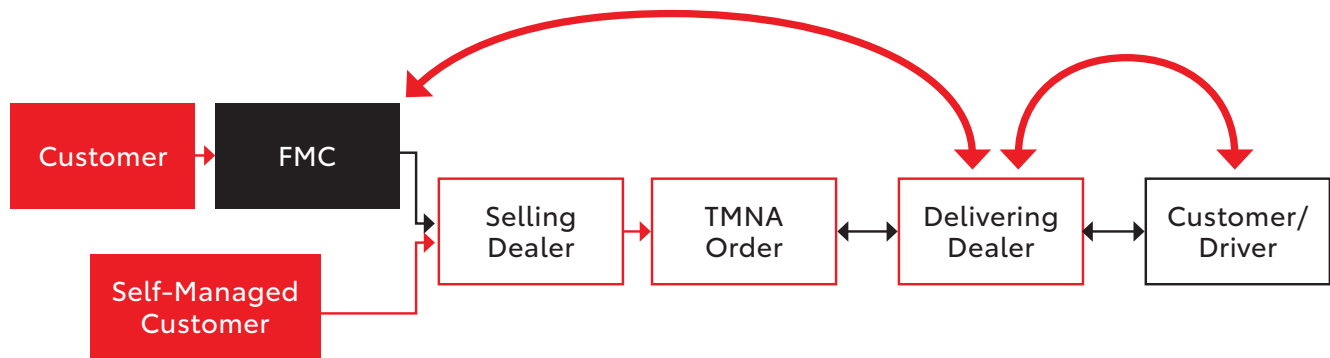 Customer
FMC
Selling
Dealer
TMNA
Order
Delivering
Dealer
Customer/
Driver
Self-Managed
Customer